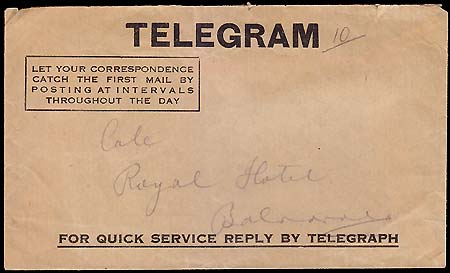 TELEGRAM 10
LET YOUR CORRESPONDENCE
CATCH THE FIRST MAIL BY
POSTING AT INTERVALS
THROUGHOUT THE DAY
Cole
Royal Hotel
FOR QUICK SERVICE REPLY BY TELEGRAPH